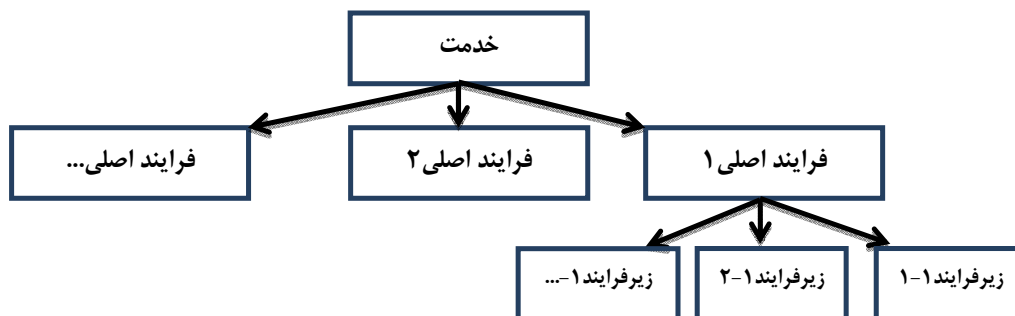 خدمت
فرایند اصلی۱
فرایند اصلی۲
فرایند اصلی...
زیرفرایند۱-۱
زیرفرایند۱-۲
زیرفرایند۱-...